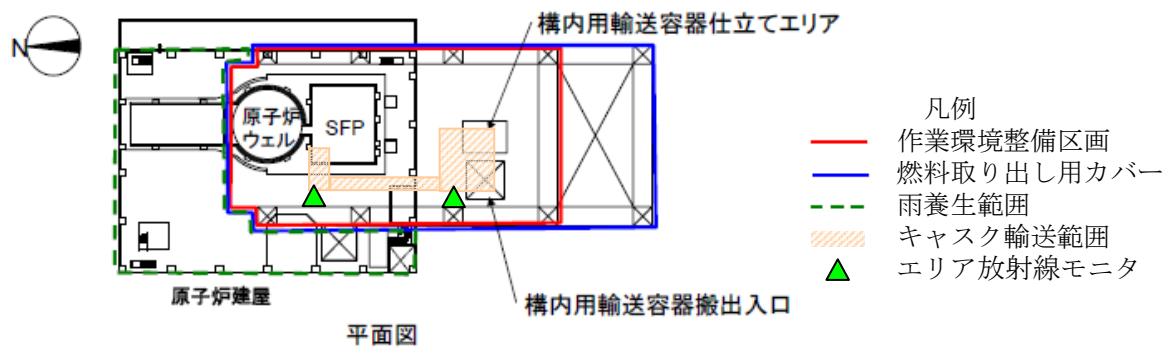 N
構内用輸送容器仕立てエリア
原子炉
ウェル
SFP
原子炉建屋
構内用輸送容器搬出入口
平面図
凡例
作業環境整備区画
燃料取り出し用カバー
雨養生範囲
キャスク輸送範囲
エリア放射線モニタ